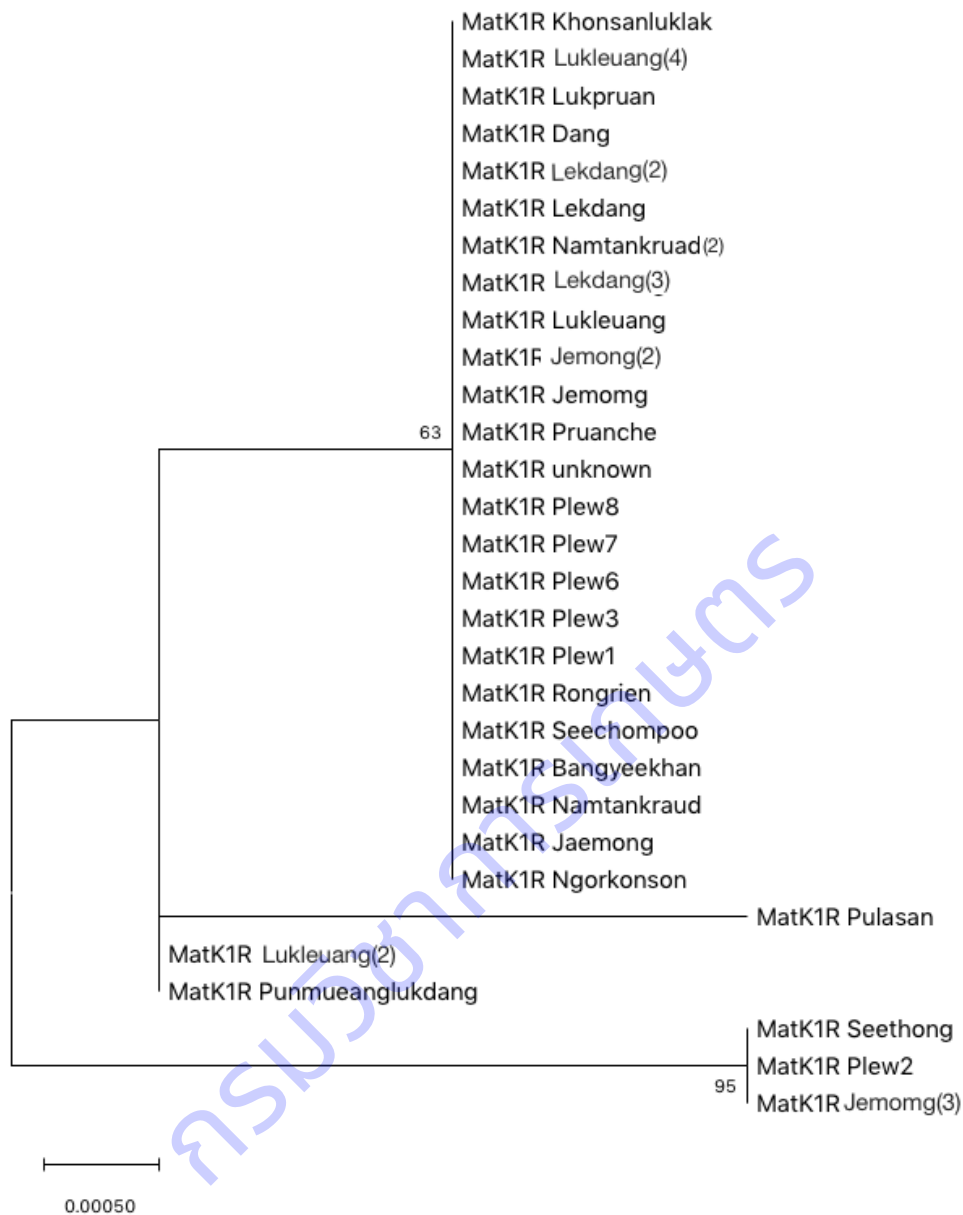 MatK1R Khonsanluklak
MatK1R Lukleuang(4)
MatK1R Lukpruan
MatK1R Dang
MatK1R Lekdang(2)
MatK1R Lekdang
MatK1R Namtankruad(2)
MatK1R Lekdang(3)
MatK1R Lukleuang
MatK1R Jemong(2)
MatK1R Jemomg
63
MatK1R Pruanche
MatK1R unknown
MatK1R Plew8
MatK1R Plew7
MatK1R Plew6
MatK1R Plew3
MatK1R Plew1
MatK1R Rongrien
MatK1R Seechompoo
MatK1R Bangyeekhan
MatK1R Namtankraud
MatK1R Jaemong
MatK1R Ngorkonson
MatK1R Pulasan
MatK1R Lukleuang(2)
MatK1R Punmueanglukdang
MatK1R Seethong
MatK1R Plew2
95
MatK1R Jemomg(3)
0.00050
กรมวิชาการเกษตร